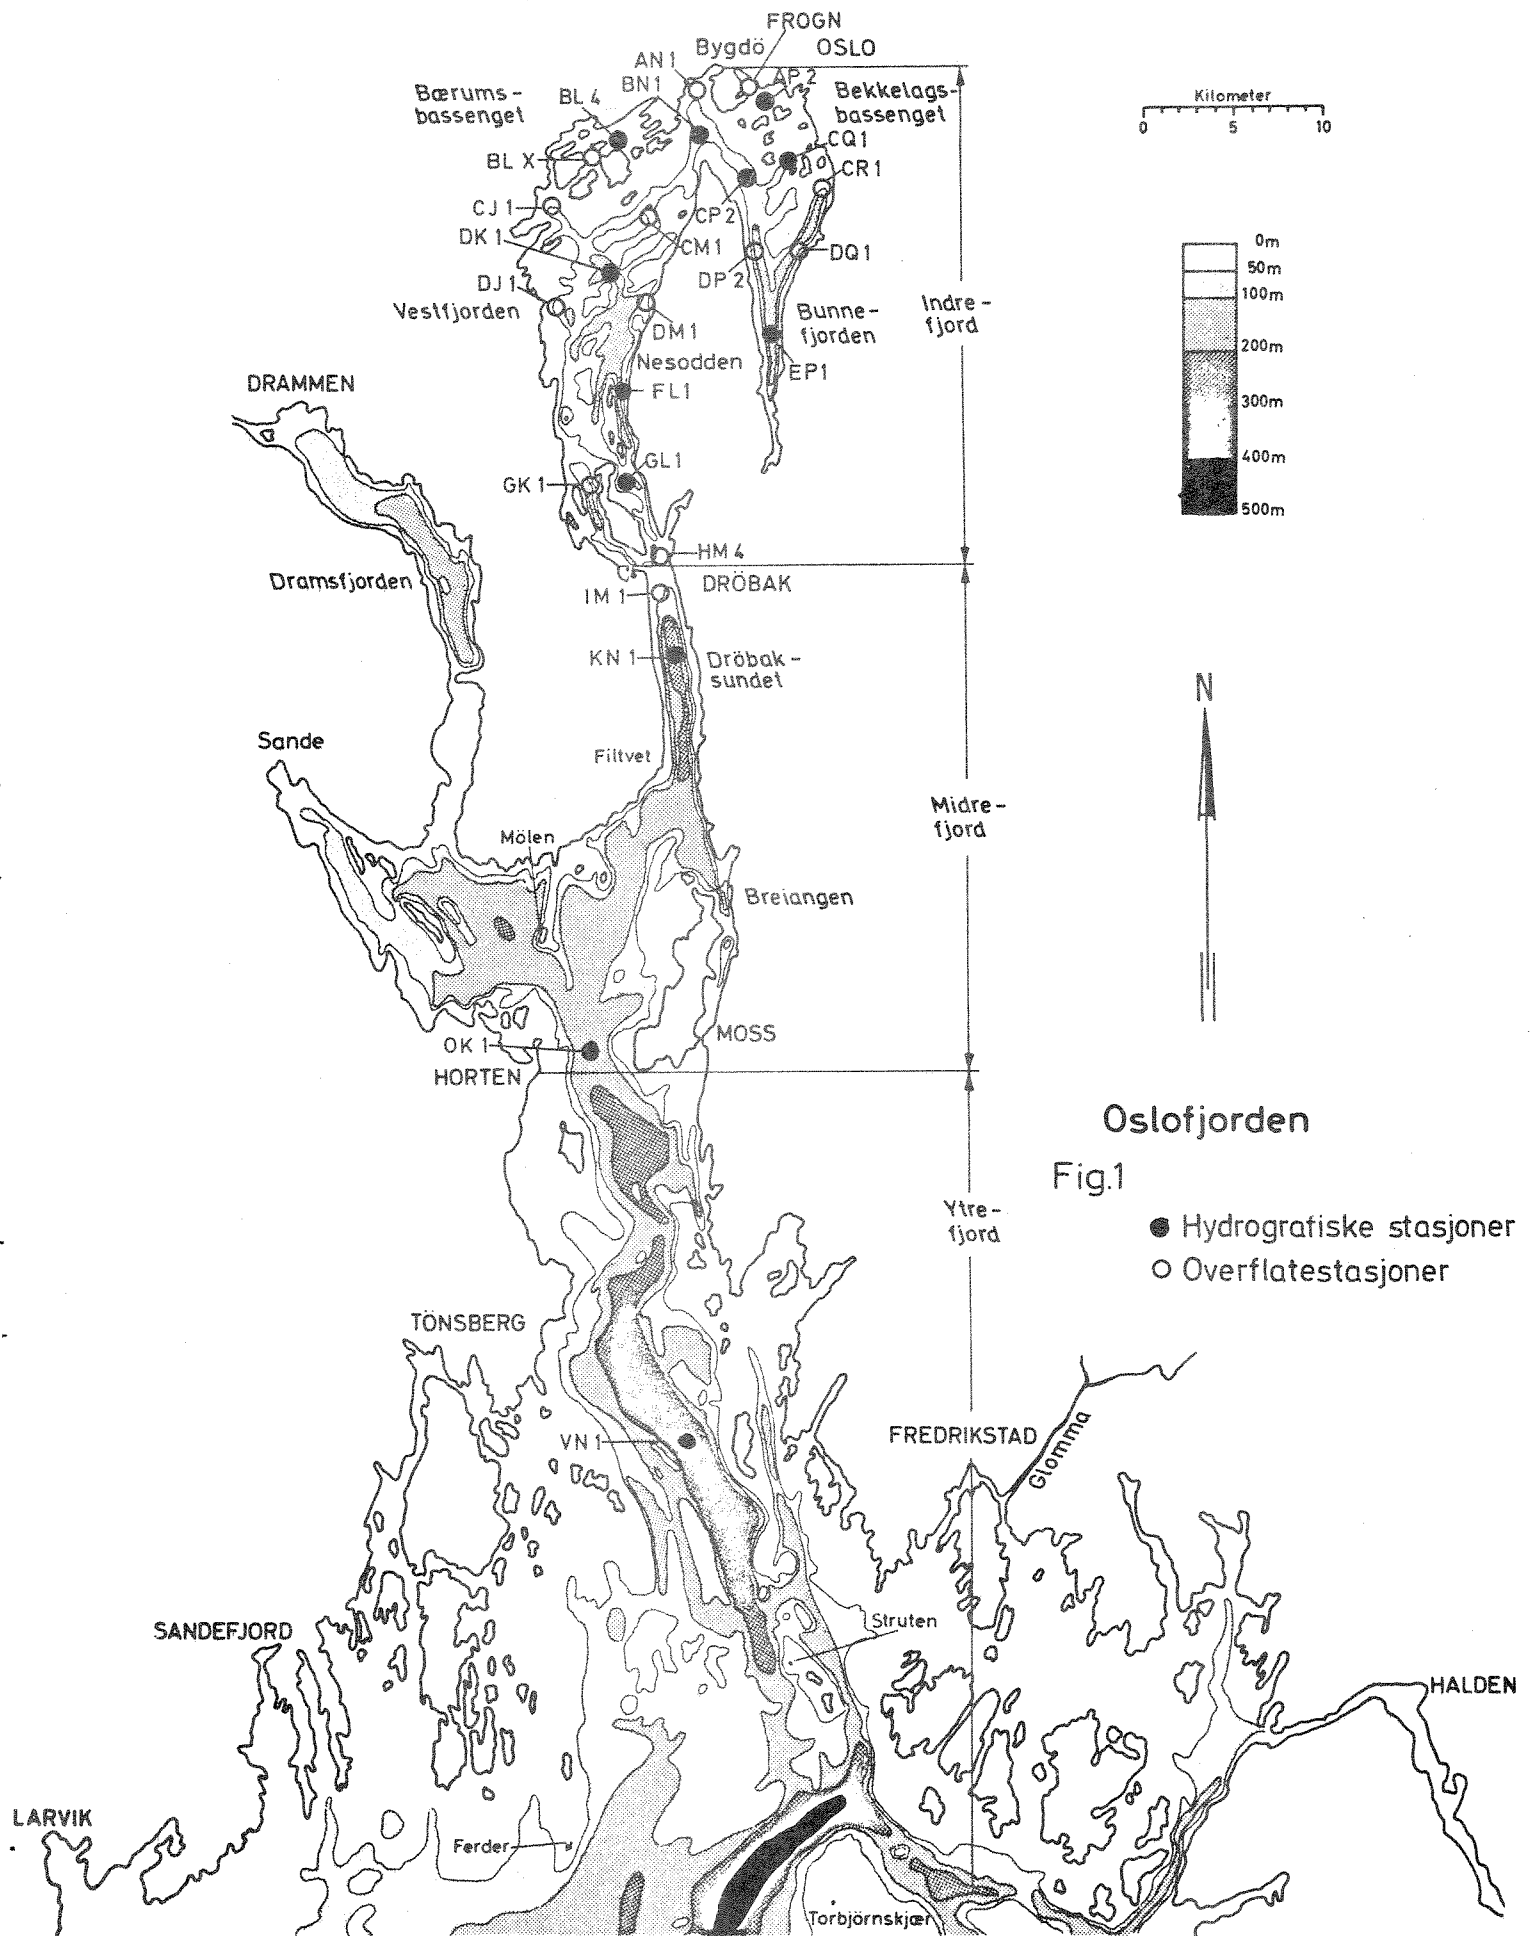 FROGN
Bygdö
OSLO
AN 1
BN 1
AP 2
Bærums-
bassenget
BL 4
Bekkelags-
bassenget
Kilometer
0 5 10
CQ 1
BL X
CR 1
CJ 1
CP 2
DK 1
CM 1
DQ 1
DP 2
DJ 1
Vestfjorden
DM 1
Bunne-
fjorden
Indre-
fjord
0m
50m
100m
200m
300m
400m
500m
Nesodden
EP 1
FL 1
DRAMMEN
GL 1
GK 1
HM 4
Dramsfjorden
DRÖBAK
IM 1
KN 1
Dröbak-
sundet
N
Sande
Filtvet
Midre-
fjord
Mölen
Breiangen
MOSS
OK 1
HORTEN
Oslofjorden
Fig.1
Ytre-
fjord
Hydrografiske stasjoner
Overflatestasjoner
TÖNSBERG
VN 1
FREDRIKSTAD
Glomma
Struten
SANDEFJORD
HALDEN
LARVIK
Ferder
Torbjörnskjær